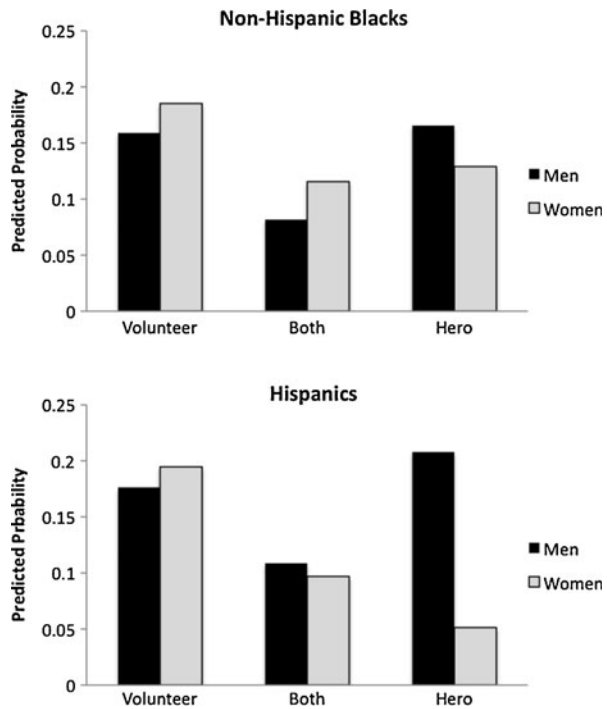 Non-Hispanic Blacks
Predicted Probability
0.25
0.2
0.15
0.1
0.05
0
Volunteer Both Hero
Men
Women
Hispanics
Predicted Prbability
0.25
0.2
0.15
0.1
0.05
0
Volunteer Both Hero
Men
Women